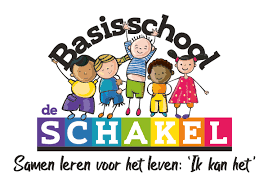 Basisschool
de
SCHAKEL
Samen leren voor het leven: 'Ik kan het'